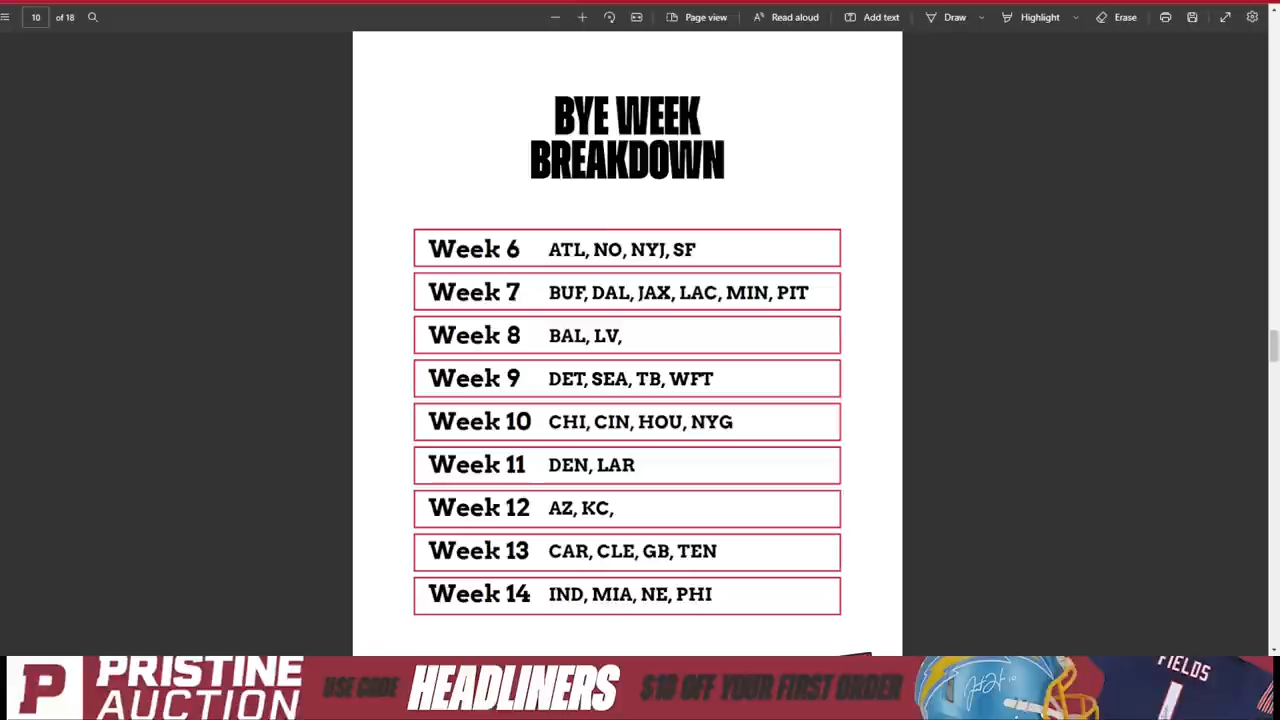 10 of 18 Page view Read aloud Add text Draw Highlight Erase
BYE WEEK
BREAKDOWN
Week 6 ATL, NO, NYJ, SF
Week 7 BUF, DAL, JAX, LAC, MIN, PIT
Week 8 BAL, LV,
Week 9 DET, SEA, TB, WFT
Week 10 CHI, CIN, HOU, NYG
Week 11 DEN, LAR
Week 12 AZ, KC,
Week 13 CAR, CLE, GB, TEN
Week 14 IND, MIA, NE, PHI
P PRISTINE
AUCTION
USE CODE HEADLINERS $10 OFF YOUR FIRST ORDER
FIELDS
1